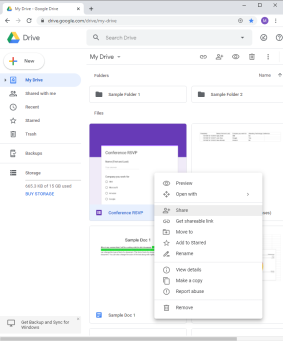 My Drive - Google Drive
drive.google.com/drive/my-drive
Drive
Search Drive
New
My Drive
Shared with me
Recent
Starred
Trash
Backups
Storage
665.3 KB of 15 GB used
BUY STORAGE
Get Backup and Sync for
Windows
My Drive
Folders
Name
Sample Folder 1
Sample Folder 2
Files
Conference RSVP
Conference RSVP
Sample Doc 1
Sample Doc 1
Preview
Open with
Share
Get shareable link
Move to
Add to Starred
Rename
View details
Make a copy
Report abuse
Remove